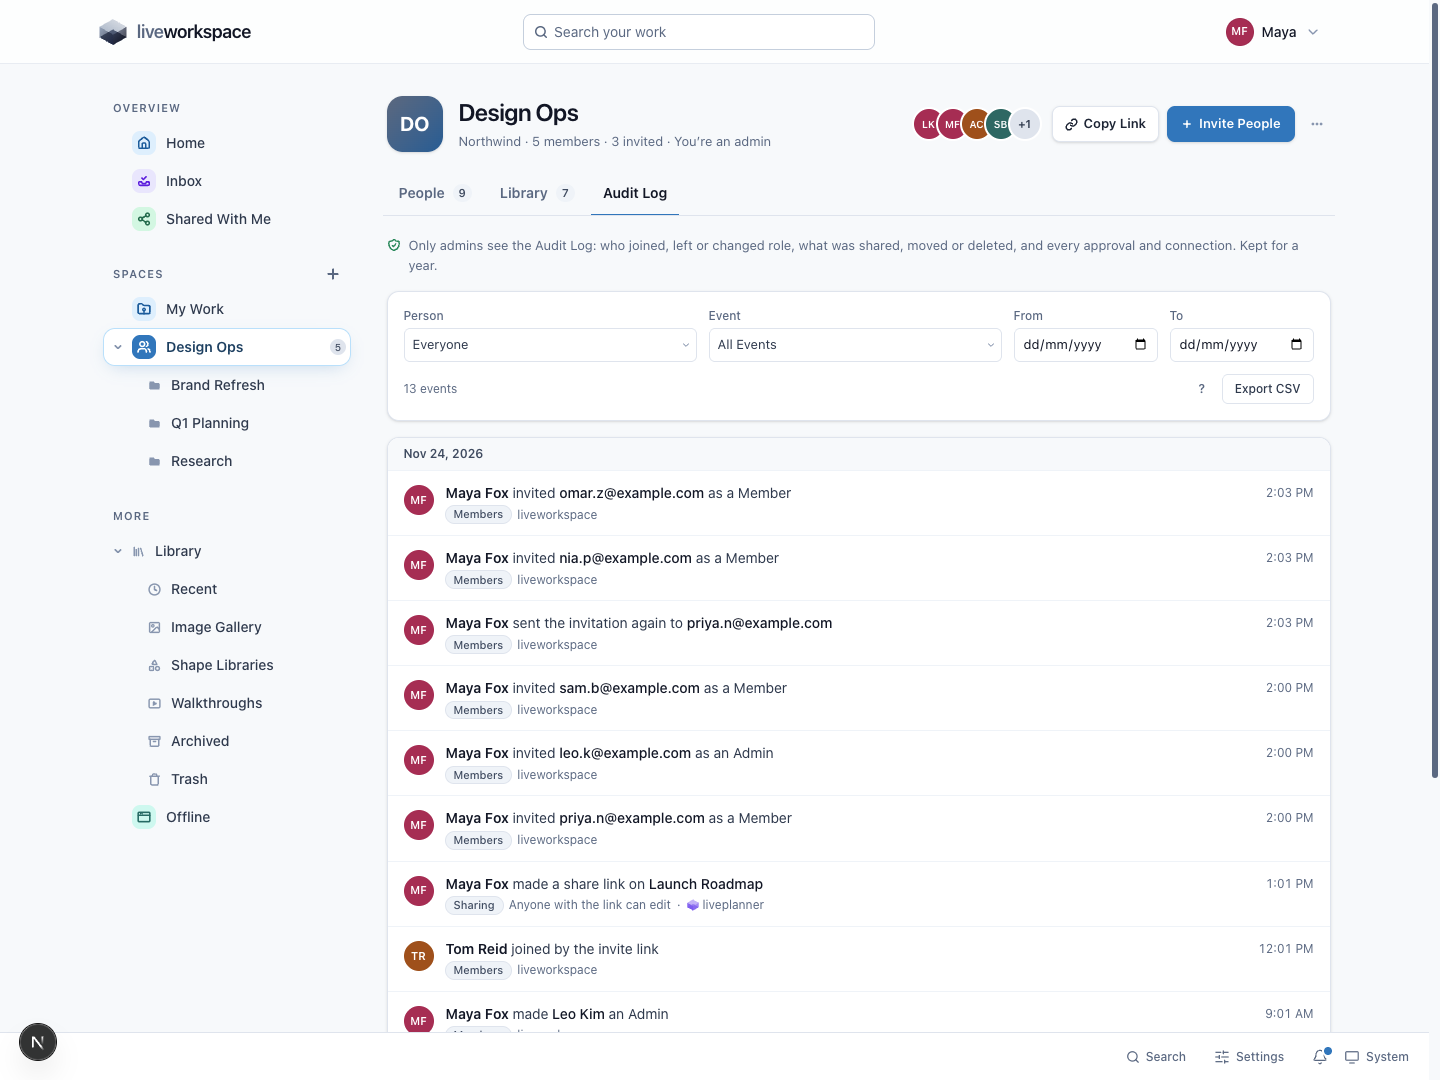 liveworkspace
Search your work
MF
Maya
OVERVIEW
Home
Inbox
Shared With Me
SPACES
My Work
Design Ops
5
Brand Refresh
Q1 Planning
Research
MORE
Library
Recent
Image Gallery
Shape Libraries
Walkthroughs
Archived
Trash
Offline
DO
Design Ops
Northwind · 5 members · 3 invited · You're an admin
LK MF AC SB +1
Copy Link
Invite People
People 9
Library 7
Audit Log
Only admins see the Audit Log: who joined, left or changed role, what was shared, moved or deleted, and every approval and connection. Kept for a
year.
Person
Event
From
To
Everyone
All Events
dd/mm/yyyy
dd/mm/yyyy
13 events
?
Export CSV
Nov 24, 2026
MF
Maya Fox invited omar.z@example.com as a Member
2:03 PM
Members liveworkspace
MF
Maya Fox invited nia.p@example.com as a Member
2:03 PM
Members liveworkspace
MF
Maya Fox sent the invitation again to priya.n@example.com
2:03 PM
Members liveworkspace
MF
Maya Fox invited sam.b@example.com as a Member
2:00 PM
Members liveworkspace
MF
Maya Fox invited leo.k@example.com as an Admin
2:00 PM
Members liveworkspace
MF
Maya Fox invited priya.n@example.com as a Member
2:00 PM
Members liveworkspace
MF
Maya Fox made a share link on Launch Roadmap
1:01 PM
Sharing Anyone with the link can edit · liveplanner
TR
Tom Reid joined by the invite link
12:01 PM
Members liveworkspace
MF
Maya Fox made Leo Kim an Admin
9:01 AM
N
Search
Settings
System